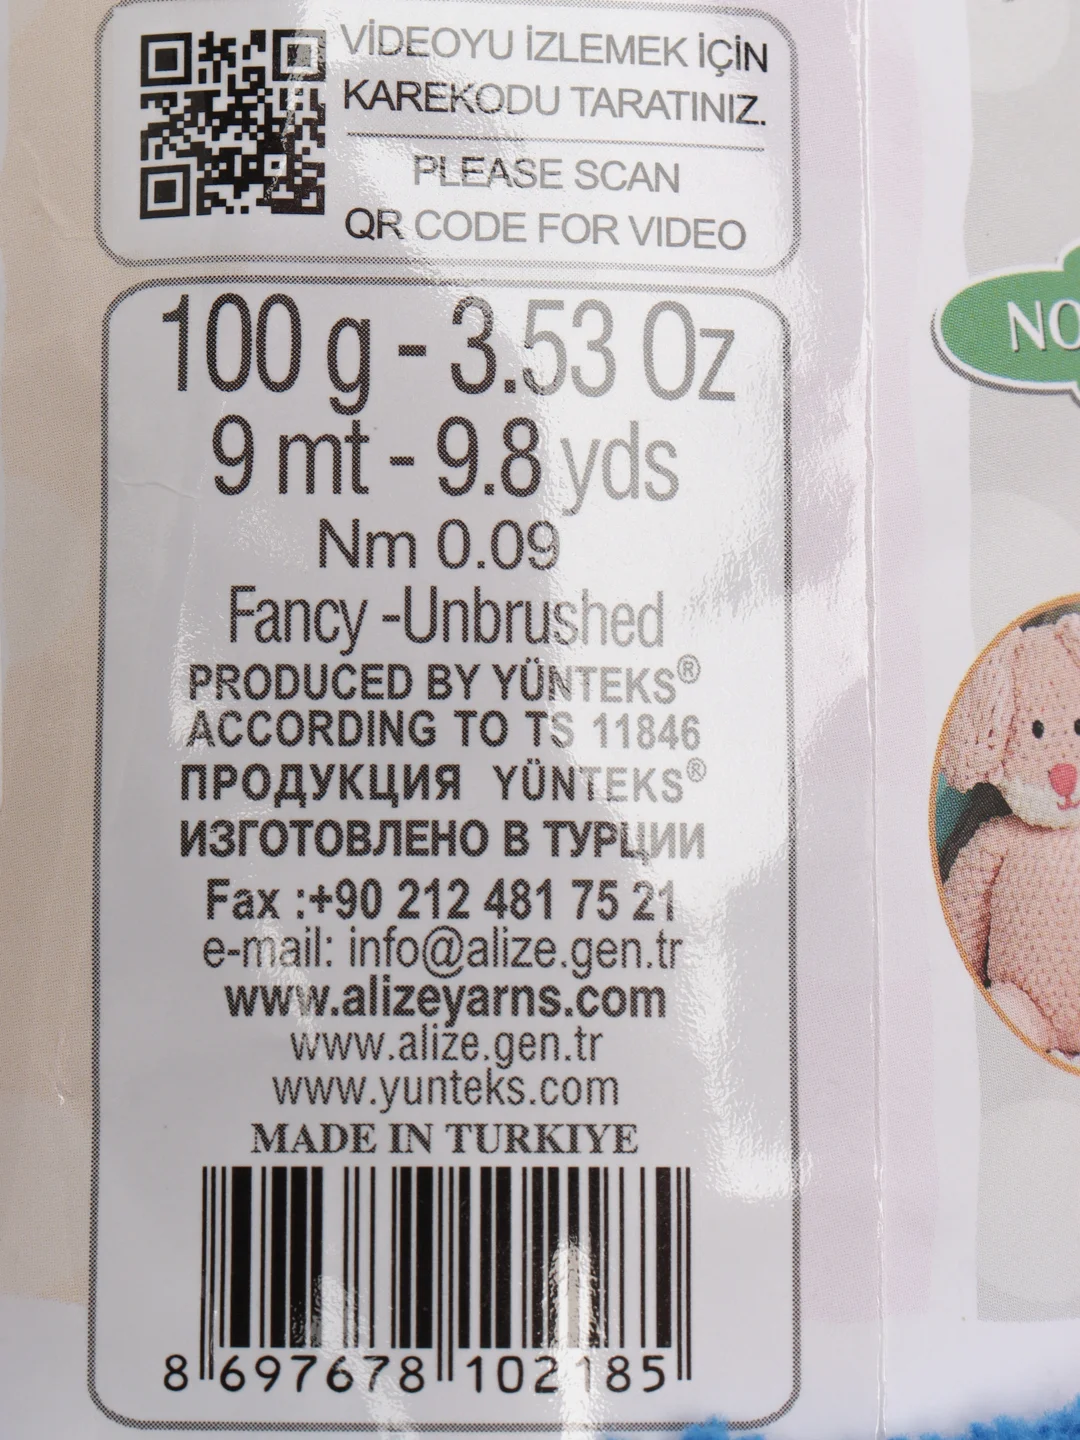 VİDEOYU İZLEMEK İÇİN
KAREKODU TARATINIZ.
PLEASE SCAN
QR CODE FOR VIDEO
100 g - 3.53 Oz
9 mt - 9.8 yds
Nm 0.09
Fancy -Unbrushed
PRODUCED BY YÜNTEKS®
ACCORDING TO TS 11846
ПРОДУКЦИЯ YÜNTEKS®
ИЗГОТОВЛЕНО В ТУРЦИИ
Fax :+90 212 481 75 21
e-mail: info@alize.gen.tr
www.alizeyarns.com
www.alize.gen.tr
www.yunteks.com
MADE IN TURKIYE
8 697678 102185